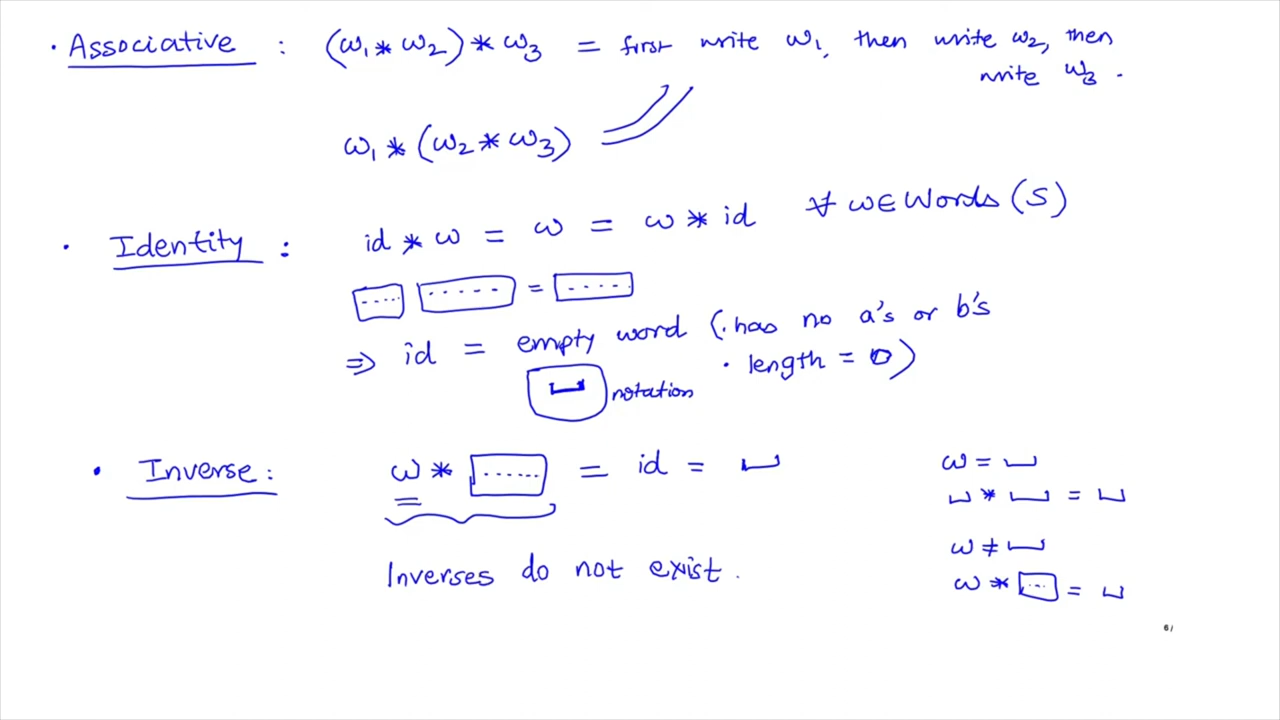 · Associative : (ω₁ * ω₂) * ω₃ = first write ω₁, then write ω₂, then
write ω₃ .
ω₁ * (ω₂ * ω₃)
· Identity : id * ω = ω = ω * id ∀ ω ∈ Words (S)
..... ...... = .....
⇒ id = empty word (· has no a's or b's
· length = 0)
⌴ notation
· Inverse : ω * ...... = id = ⌴
ω = ⌴
⌴ * ⌴ = ⌴
ω ≠ ⌴
Inverses do not exist .
ω * ... = ⌴
6 /